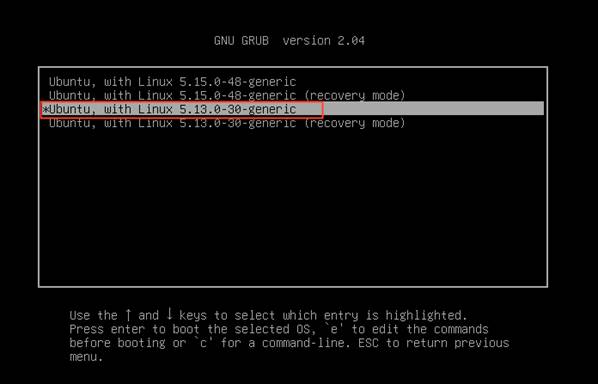 GNU GRUB version 2.04
Ubuntu, with Linux 5.15.0-48-generic
Ubuntu, with Linux 5.15.0-48-generic (recovery mode)
*Ubuntu, with Linux 5.13.0-30-generic
Ubuntu, with Linux 5.13.0-30-generic (recovery mode)
Use the ↑ and ↓ keys to select which entry is highlighted.
Press enter to boot the selected OS, `e' to edit the commands
before booting or `c' for a command-line. ESC to return previous
menu.